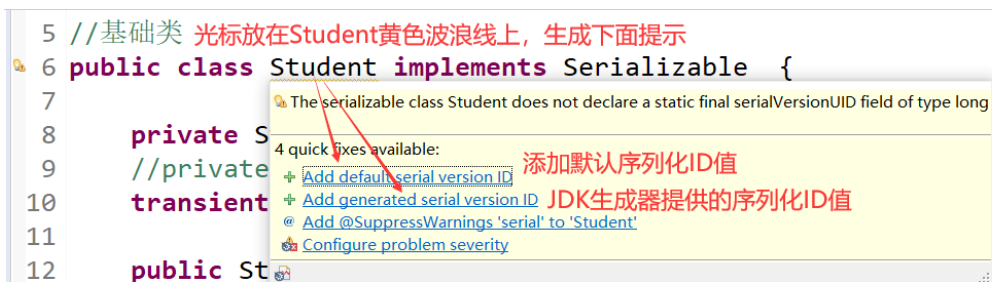 5 //基础类 光标放在Student黄色波浪线上，生成下面提示
6 public class Student implements Serializable {
7 The serializable class Student does not declare a static final serialVersionUID field of type long
8 private S 4 quick fixes available:
9 //private Add default serial version ID 添加默认序列化ID值
10 transient Add generated serial version ID JDK生成器提供的序列化ID值
@ Add @SuppressWarnings 'serial' to 'Student'
11 Configure problem severity
12 public St